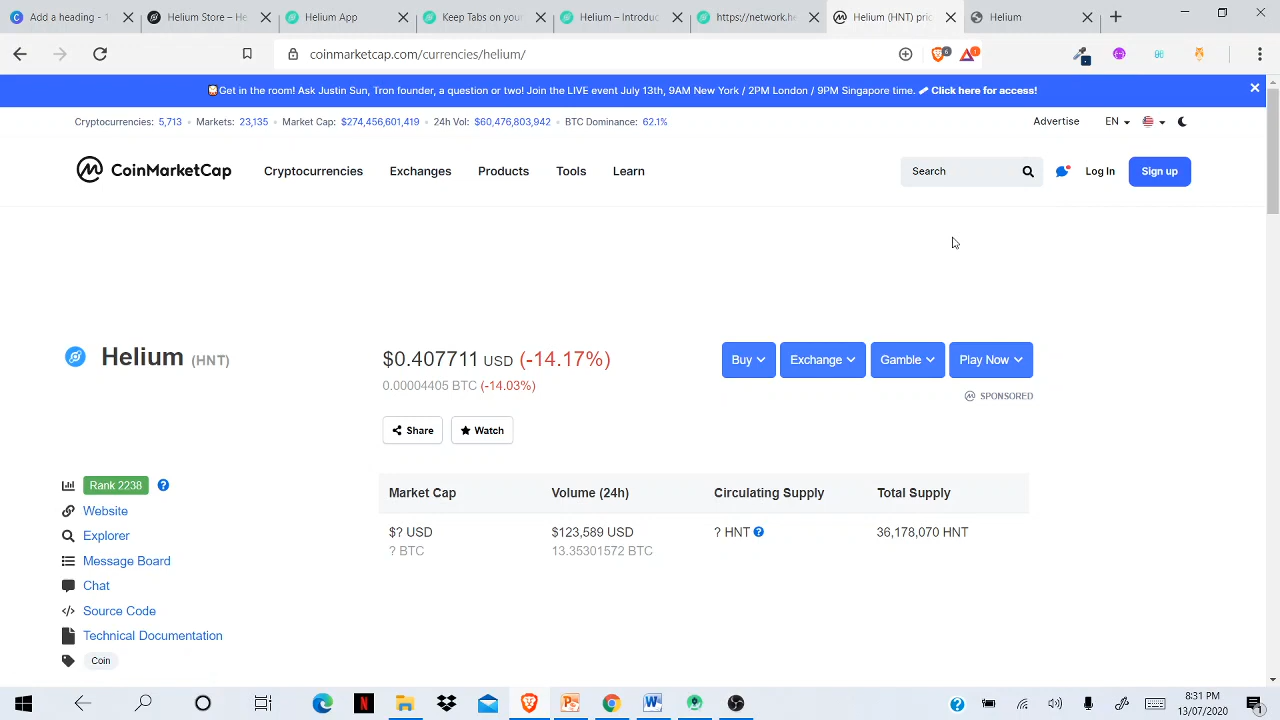 Add a heading - 1
Helium Store – He
Keep Tabs on your
Helium – Introduc
https://network.he
Helium (HNT) pric
Helium
coinmarketcap.com/currencies/helium/
Get in the room! Ask Justin Sun, Tron founder, a question or two! Join the LIVE event July 13th, 9AM New York / 2PM London / 9PM Singapore time. Click here for access!
Cryptocurrencies: 5,713 • Markets: 23,135 • Market Cap: $274,456,601,419 • 24h Vol: $60,476,803,942 • BTC Dominance: 62.1%
Advertise
EN
CoinMarketCap
Cryptocurrencies
Exchanges
Products
Tools
Learn
Search
Log In
Sign up
Helium (HNT)
$0.407711 USD (-14.17%)
0.00004405 BTC (-14.03%)
Buy
Exchange
Gamble
Play Now
SPONSORED
Share
Watch
Rank 2238
Website
Explorer
Message Board
Chat
Source Code
Technical Documentation
Coin
Market Cap
Volume (24h)
Circulating Supply
Total Supply
$? USD
$123,589 USD
? HNT
36,178,070 HNT
? BTC
13.35301572 BTC
8:31 PM
13/07/2020